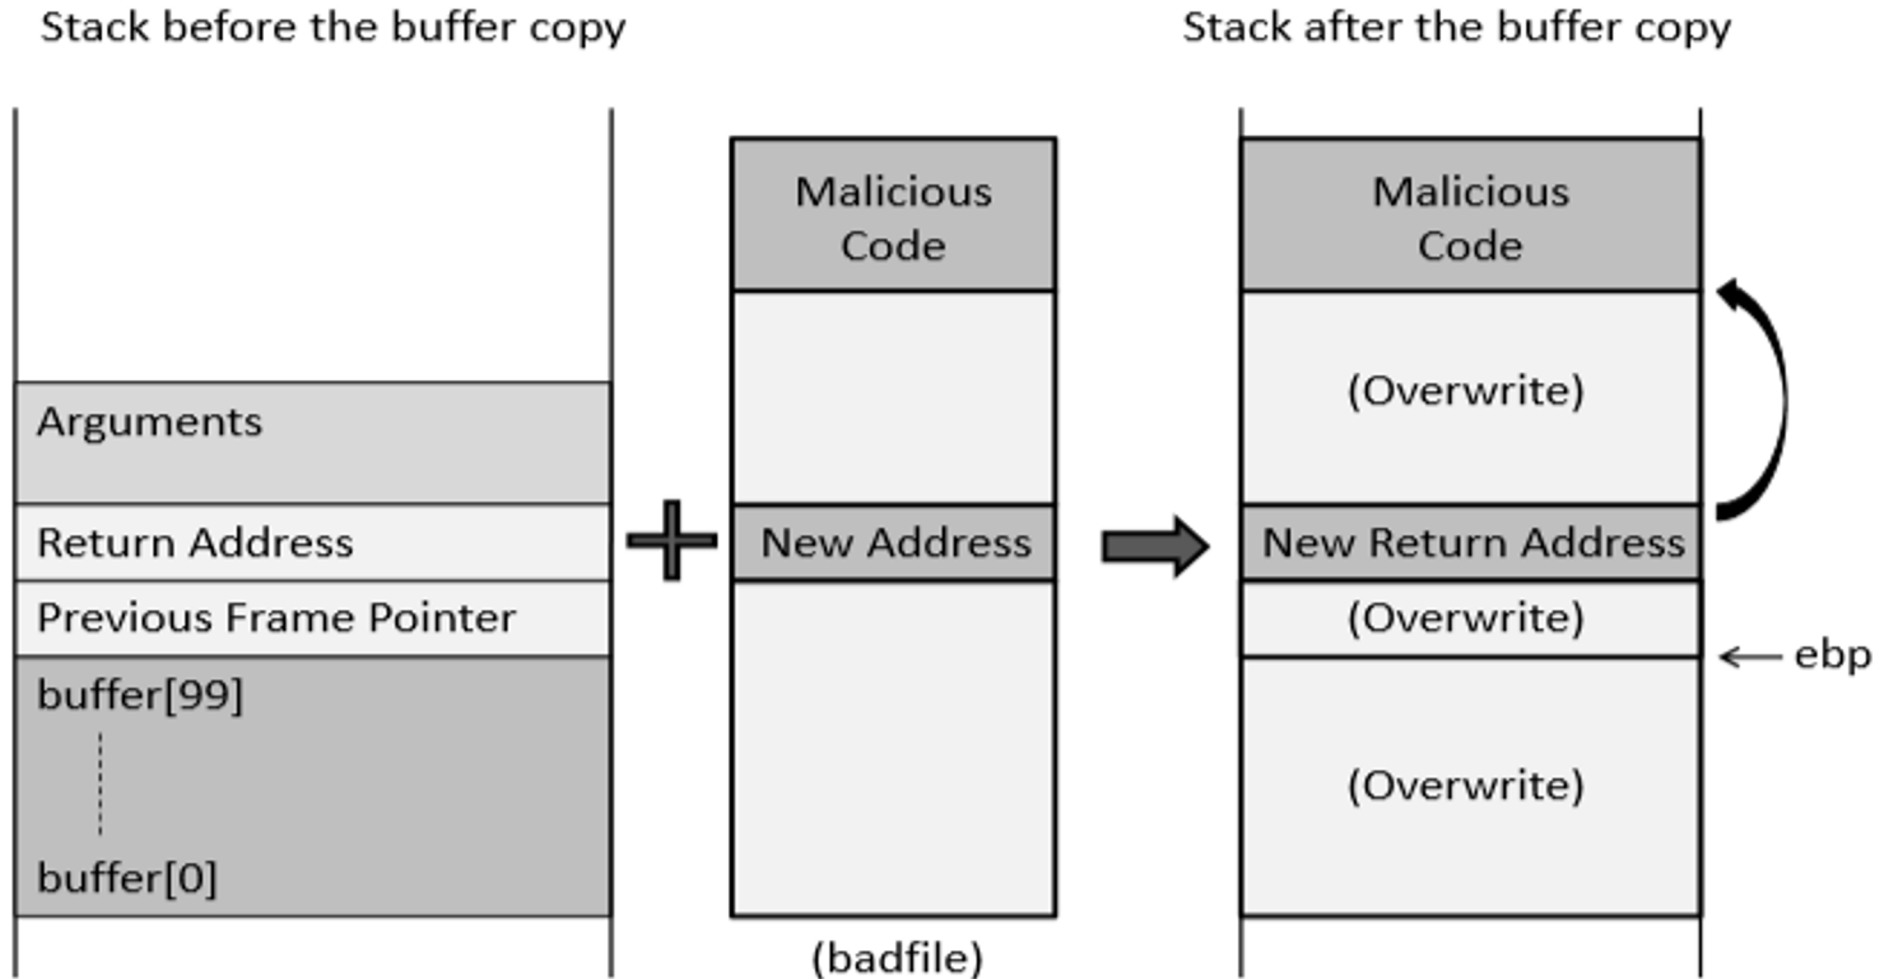 Stack before the buffer copy
Stack after the buffer copy
Arguments
Return Address
Previous Frame Pointer
buffer[99]
buffer[0]
Malicious
Code
New Address
(badfile)
Malicious
Code
(Overwrite)
New Return Address
(Overwrite)
ebp
(Overwrite)